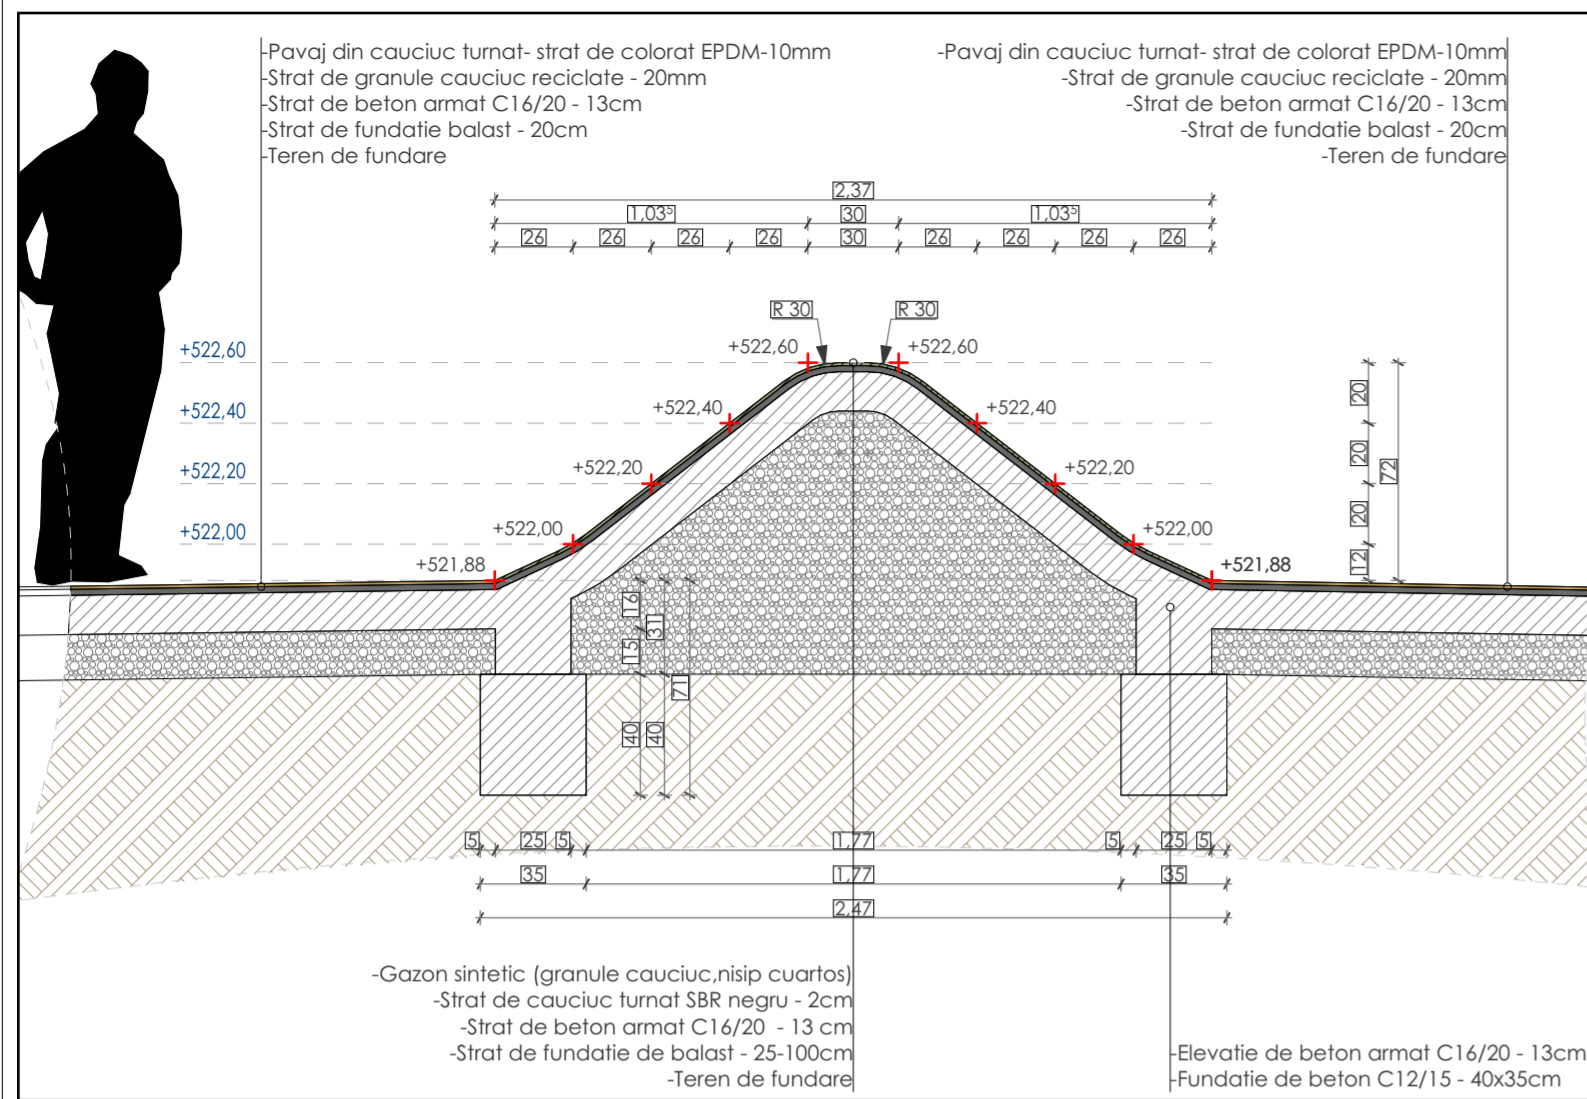 -Pavaj din cauciuc turnat- strat de colorat EPDM-10mm
-Strat de granule cauciuc reciclate - 20mm
-Strat de beton armat C16/20 - 13cm
-Strat de fundatie balast - 20cm
-Teren de fundare
-Pavaj din cauciuc turnat- strat de colorat EPDM-10mm
-Strat de granule cauciuc reciclate - 20mm
-Strat de beton armat C16/20 - 13cm
-Strat de fundatie balast - 20cm
-Teren de fundare
2,37
1,03⁵ 30 1,03⁵
26 26 26 26 30 26 26 26 26
R 30 R 30
+522,60 +522,60 +522,60
+522,40 +522,40 +522,40
+522,20 +522,20 +522,20
+522,00 +522,00 +522,00
+521,88 +521,88
20
20
20
12
72
16
15
31
71
40
40
5 25 5 1,77 5 25 5
35 1,77 35
2,47
-Gazon sintetic (granule cauciuc,nisip cuartos)
-Strat de cauciuc turnat SBR negru - 2cm
-Strat de beton armat C16/20 - 13 cm
-Strat de fundatie de balast - 25-100cm
-Teren de fundare
-Elevatie de beton armat C16/20 - 13cm
-Fundatie de beton C12/15 - 40x35cm